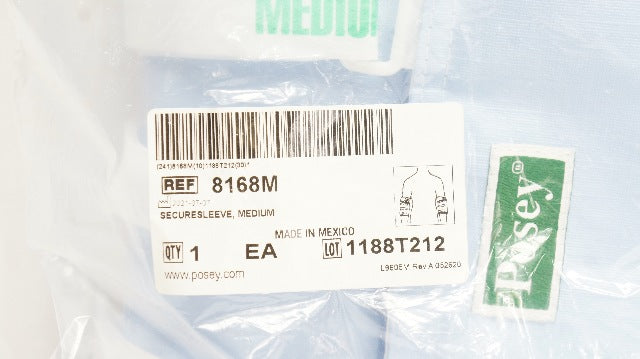 MEDIUM
(241)8168M(10)1188T212(30)1
REF 8168M
2021-07-07
SECURESLEEVE, MEDIUM
MADE IN MEXICO
QTY 1 EA LOT 1188T212
www.posey.com
L9606M Rev A 052620
Posey®